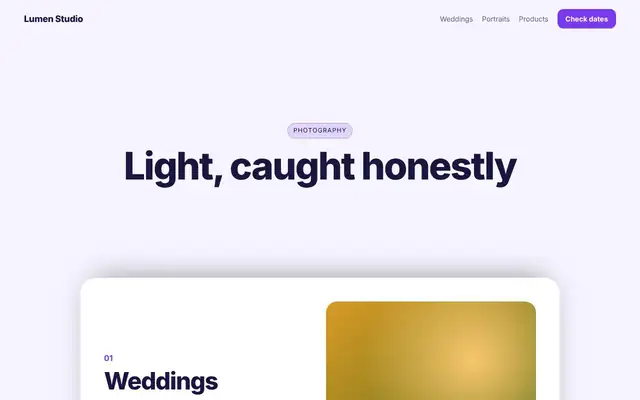 Lumen Studio
Weddings
Portraits
Products
Check dates
PHOTOGRAPHY
Light, caught honestly
01
Weddings